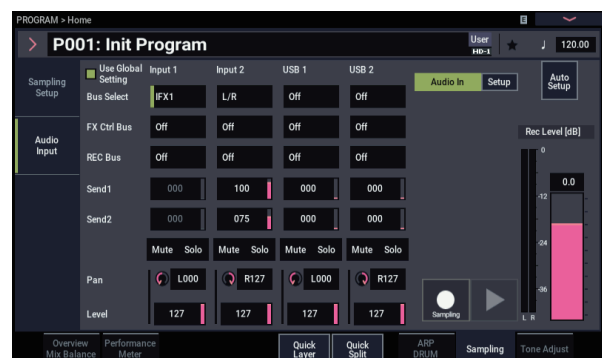 PROGRAM > Home
E
P001: Init Program
User
HD-1
♩ 120.00
Sampling
Setup
Audio
Input
Use Global
Setting
Input 1 Input 2 USB 1 USB 2
Audio In Setup
Auto
Setup
Bus Select IFX1 L/R Off Off
FX Ctrl Bus Off Off Off Off
Rec Level [dB]
REC Bus Off Off Off Off
Send1 000 100 000 000
Send2 000 075 000 000
Mute Solo Mute Solo Mute Solo Mute Solo
Pan L000 R127 L000 R127
Level 127 127 127 127
Sampling
0
-12
-24
-36
0.0
L R
Overview
Mix Balance
Performance
Meter
Quick
Layer
Quick
Split
ARP
DRUM
Sampling
Tone Adjust